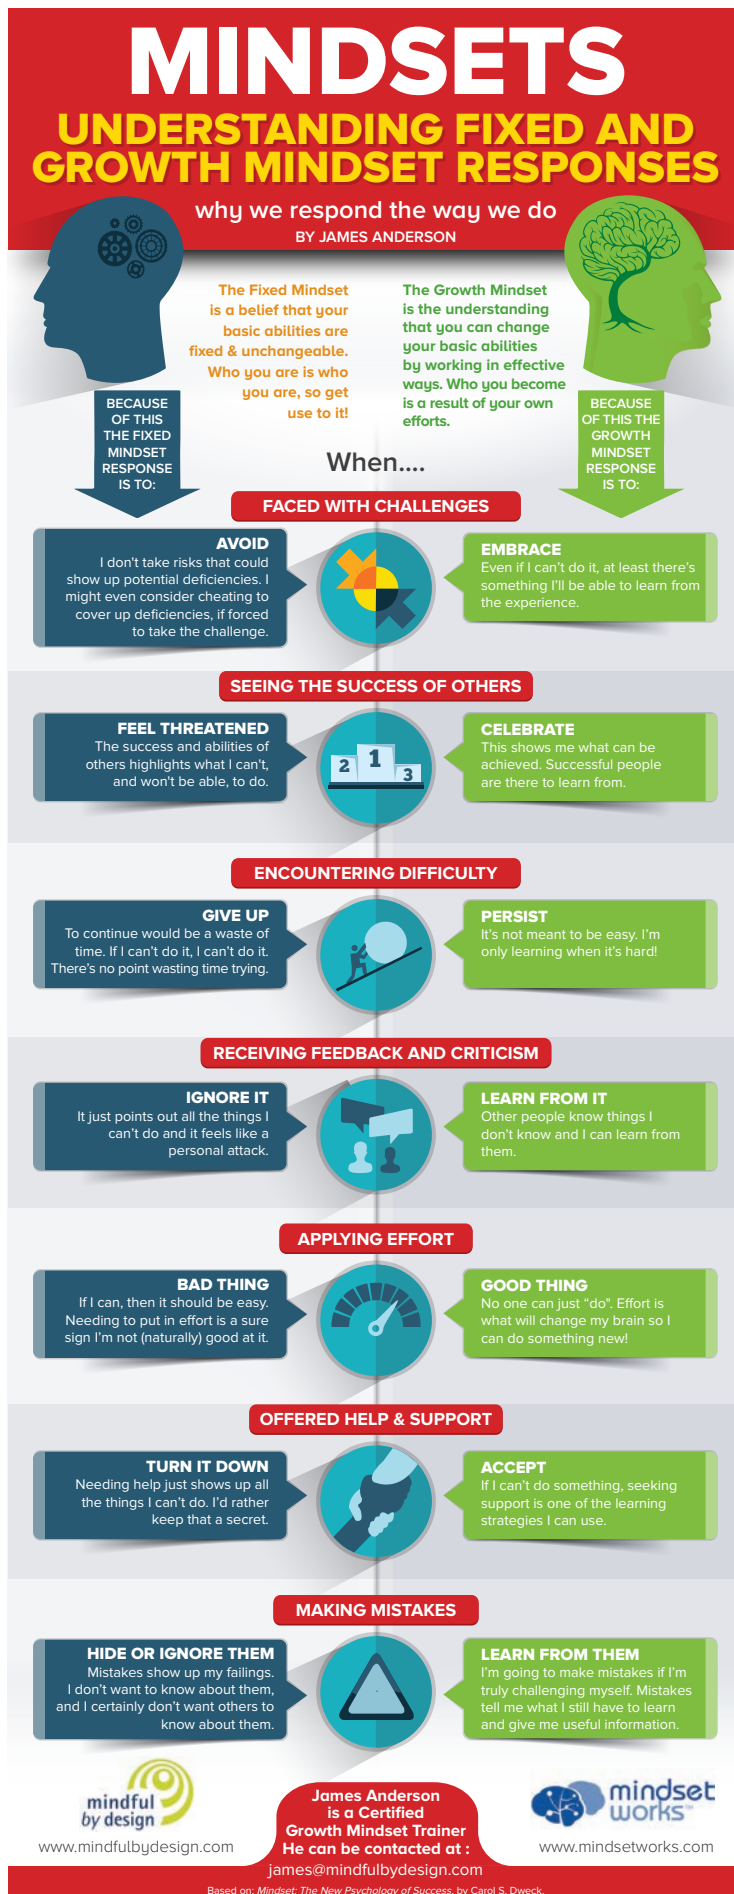 MINDSETS
UNDERSTANDING FIXED AND
GROWTH MINDSET RESPONSES
why we respond the way we do
BY JAMES ANDERSON
The Fixed Mindset
is a belief that your
basic abilities are
fixed & unchangeable.
Who you are is who
you are, so get
use to it!
The Growth Mindset
is the understanding
that you can change
your basic abilities
by working in effective
ways. Who you become
is a result of your own
efforts.
BECAUSE
OF THIS
THE FIXED
MINDSET
RESPONSE
IS TO:
BECAUSE
OF THIS THE
GROWTH
MINDSET
RESPONSE
IS TO:
When....
FACED WITH CHALLENGES
AVOID
I don't take risks that could
show up potential deficiencies. I
might even consider cheating to
cover up deficiencies, if forced
to take the challenge.
EMBRACE
Even if I can't do it, at least there's
something I'll be able to learn from
the experience.
SEEING THE SUCCESS OF OTHERS
FEEL THREATENED
The success and abilities of
others highlights what I can't,
and won't be able, to do.
2 1 3
CELEBRATE
This shows me what can be
achieved. Successful people
are there to learn from.
ENCOUNTERING DIFFICULTY
GIVE UP
To continue would be a waste of
time. If I can't do it, I can't do it.
There's no point wasting time trying.
PERSIST
It's not meant to be easy. I'm
only learning when it's hard!
RECEIVING FEEDBACK AND CRITICISM
IGNORE IT
It just points out all the things I
can't do and it feels like a
personal attack.
LEARN FROM IT
Other people know things I
don't know and I can learn from
them.
APPLYING EFFORT
BAD THING
If I can, then it should be easy.
Needing to put in effort is a sure
sign I'm not (naturally) good at it.
GOOD THING
No one can just "do". Effort is
what will change my brain so I
can do something new!
OFFERED HELP & SUPPORT
TURN IT DOWN
Needing help just shows up all
the things I can't do. I'd rather
keep that a secret.
ACCEPT
If I can't do something, seeking
support is one of the learning
strategies I can use.
MAKING MISTAKES
HIDE OR IGNORE THEM
Mistakes show up my failings.
I don't want to know about them,
and I certainly don't want others to
know about them.
LEARN FROM THEM
I'm going to make mistakes if I'm
truly challenging myself. Mistakes
tell me what I still have to learn
and give me useful information.
mindful
by design
www.mindfulbydesign.com
James Anderson
is a Certified
Growth Mindset Trainer
He can be contacted at :
james@mindfulbydesign.com
mindset
works™
www.mindsetworks.com
Based on: Mindset: The New Psychology of Success, by Carol S. Dweck.